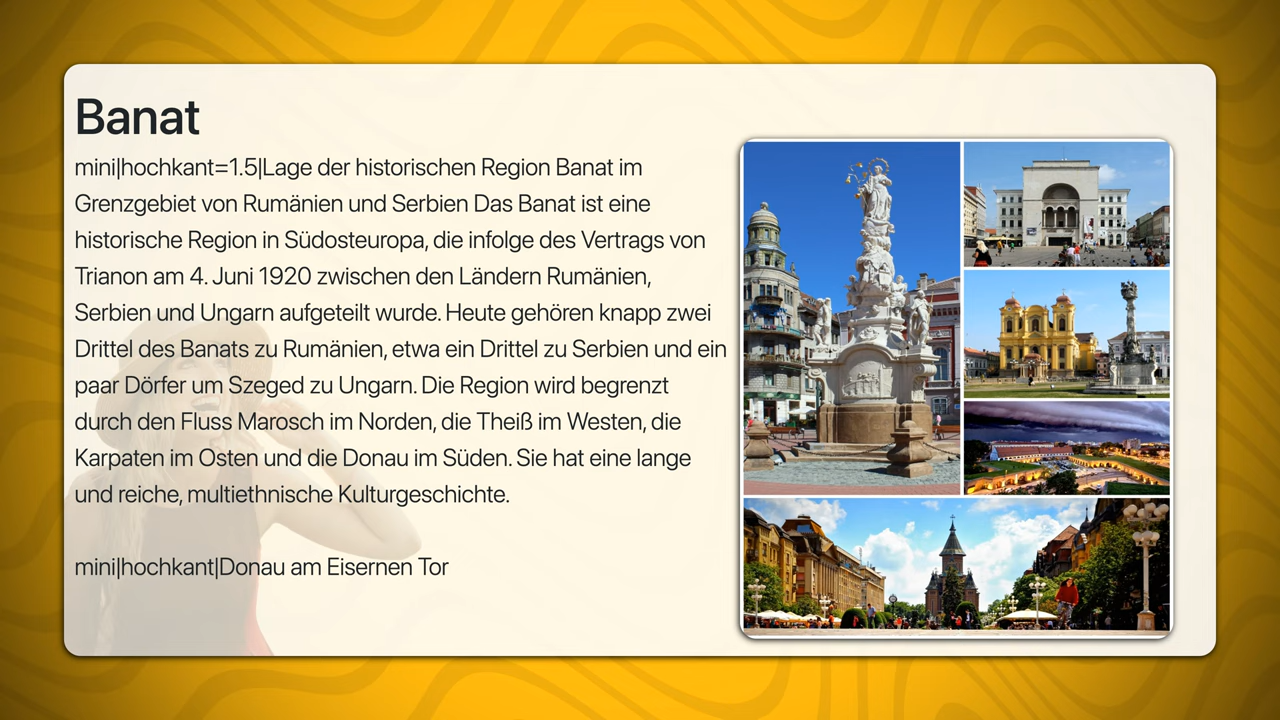 Banat
mini|hochkant=1.5|Lage der historischen Region Banat im
Grenzgebiet von Rumänien und Serbien Das Banat ist eine
historische Region in Südosteuropa, die infolge des Vertrags von
Trianon am 4. Juni 1920 zwischen den Ländern Rumänien,
Serbien und Ungarn aufgeteilt wurde. Heute gehören knapp zwei
Drittel des Banats zu Rumänien, etwa ein Drittel zu Serbien und ein
paar Dörfer um Szeged zu Ungarn. Die Region wird begrenzt
durch den Fluss Marosch im Norden, die Theiß im Westen, die
Karpaten im Osten und die Donau im Süden. Sie hat eine lange
und reiche, multiethnische Kulturgeschichte.
mini|hochkant|Donau am Eisernen Tor